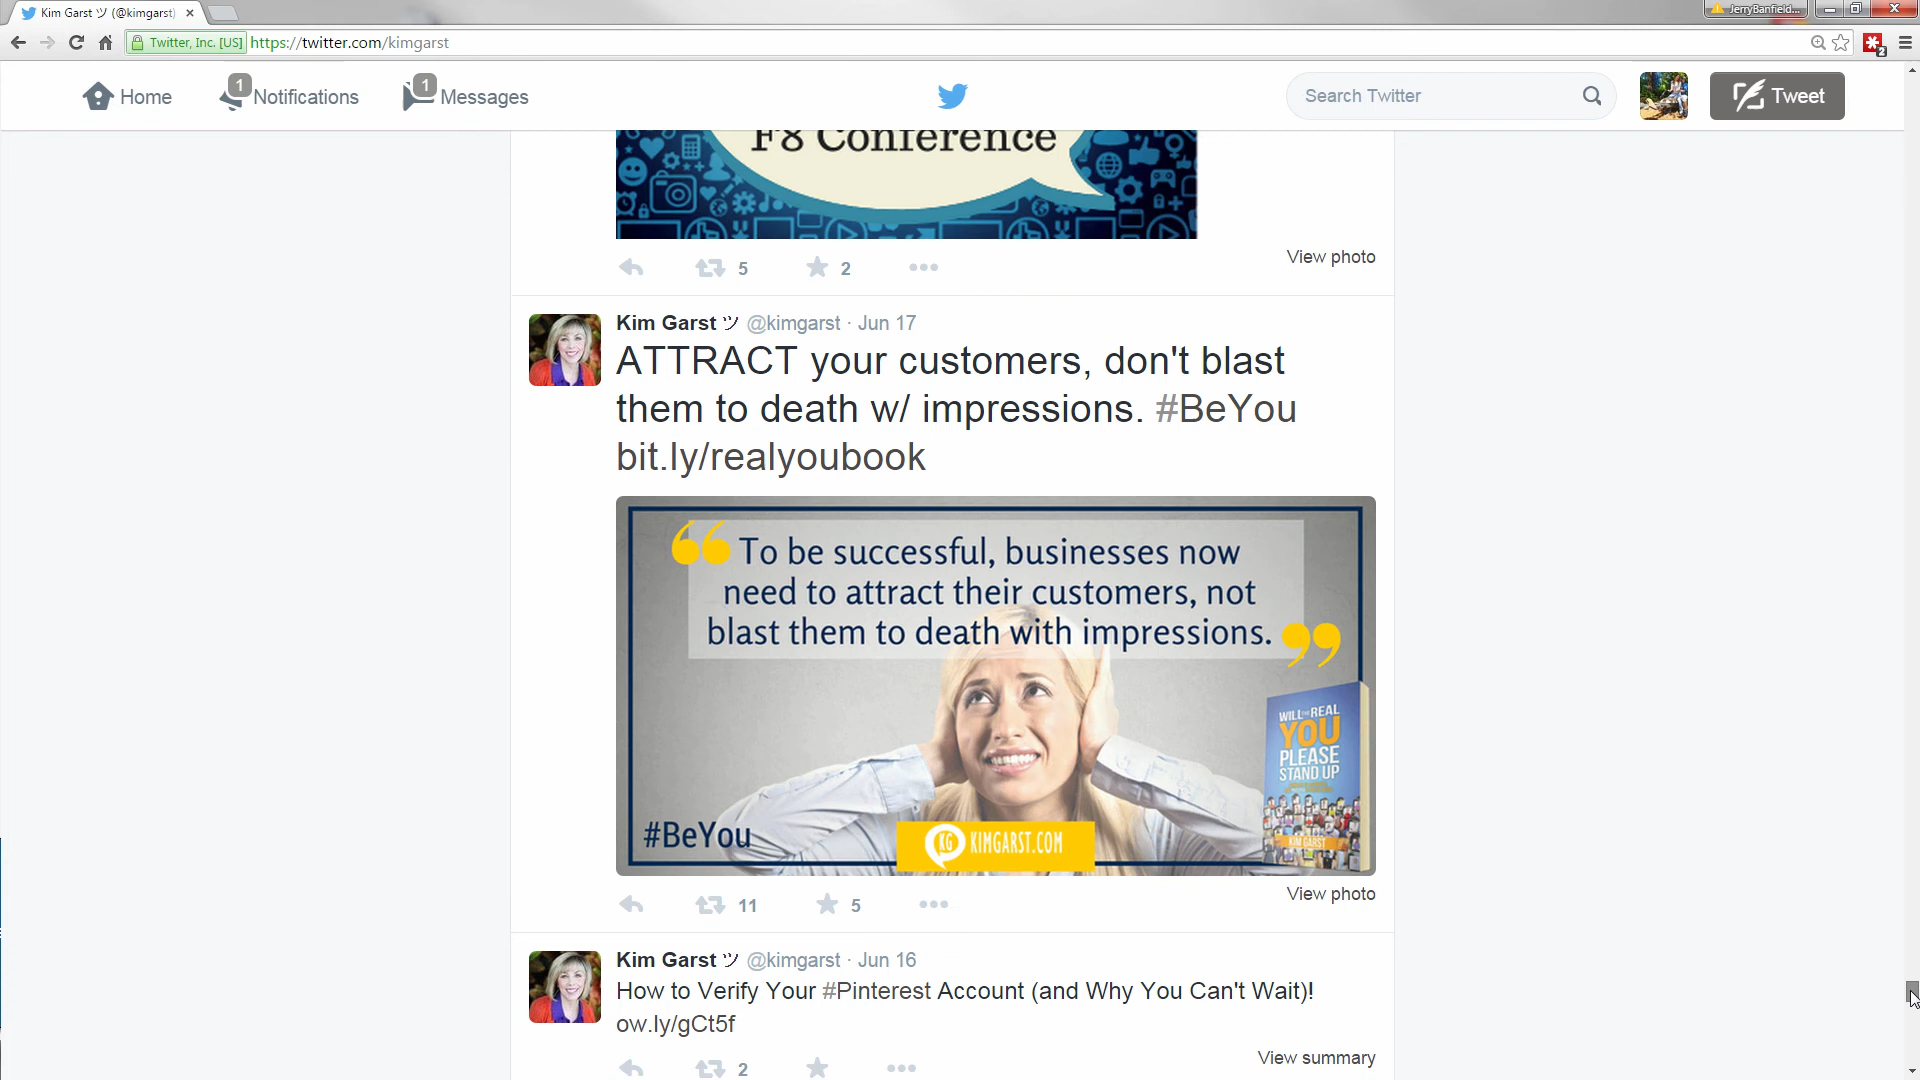 Kim Garst ツ (@kimgarst)
JerryBanfield...
Twitter, Inc. [US] https://twitter.com/kimgarst
2
Home
1
Notifications
1
Messages
Search Twitter
Tweet
F8 Conference
View photo
5
2
Kim Garst ツ @kimgarst · Jun 17
ATTRACT your customers, don't blast
them to death w/ impressions. #BeYou
bit.ly/realyoubook
“ To be successful, businesses now
need to attract their customers, not
blast them to death with impressions. ”
WILL THE REAL
YOU
PLEASE
STAND UP
KIM GARST
#BeYou
KG KIMGARST.COM
View photo
11
5
Kim Garst ツ @kimgarst · Jun 16
How to Verify Your #Pinterest Account (and Why You Can't Wait)!
ow.ly/gCt5f
View summary
2